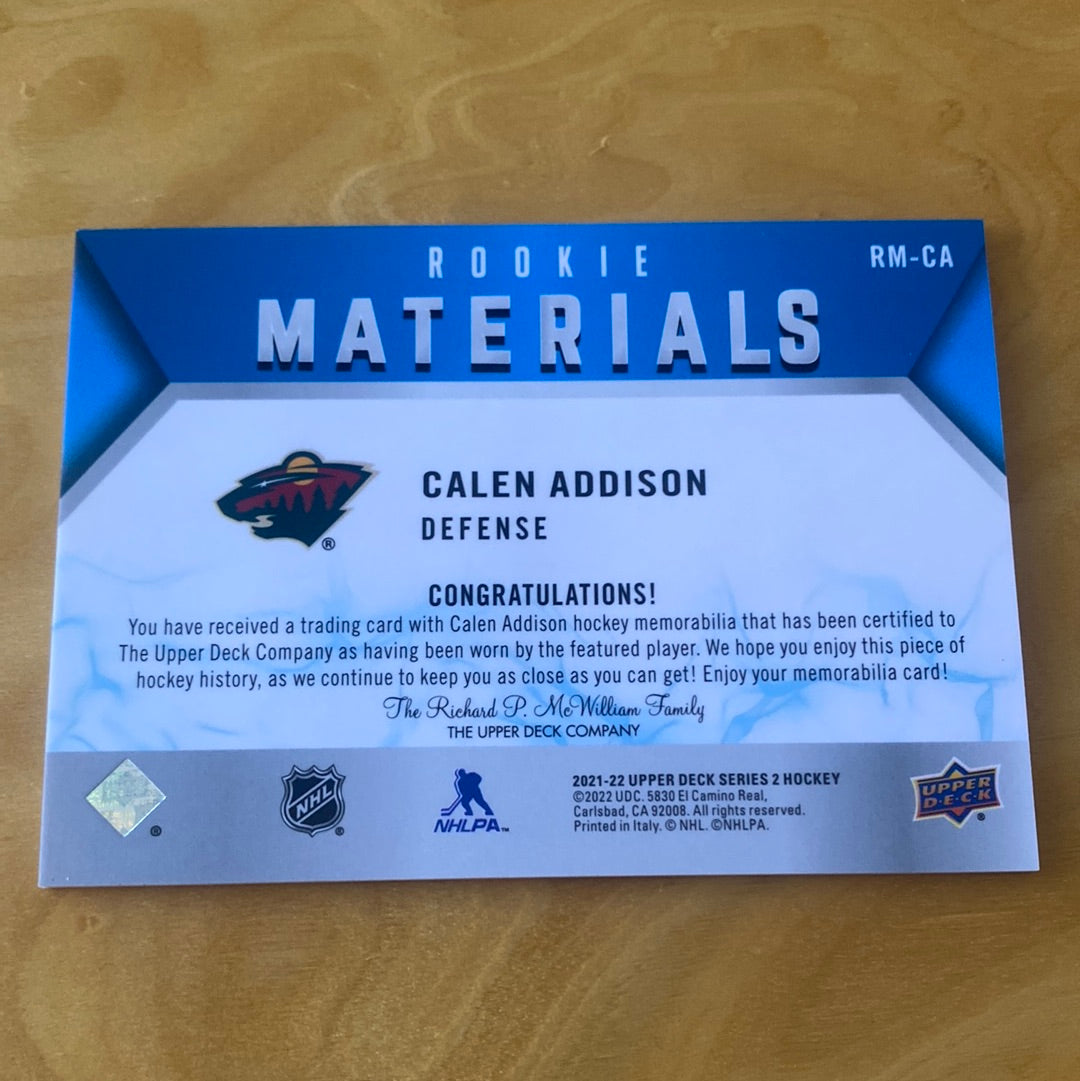 ROOKIE
RM-CA
MATERIALS
CALEN ADDISON
DEFENSE
®
CONGRATULATIONS!
You have received a trading card with Calen Addison hockey memorabilia that has been certified to
The Upper Deck Company as having been worn by the featured player. We hope you enjoy this piece of
hockey history, as we continue to keep you as close as you can get! Enjoy your memorabilia card!
The Richard P. McWilliam Family
THE UPPER DECK COMPANY
®
NHL
®
NHLPA™
2021-22 UPPER DECK SERIES 2 HOCKEY
©2022 UDC. 5830 El Camino Real,
Carlsbad, CA 92008. All rights reserved.
Printed in Italy. © NHL. ©NHLPA.
UPPER
D·E·C·K
®